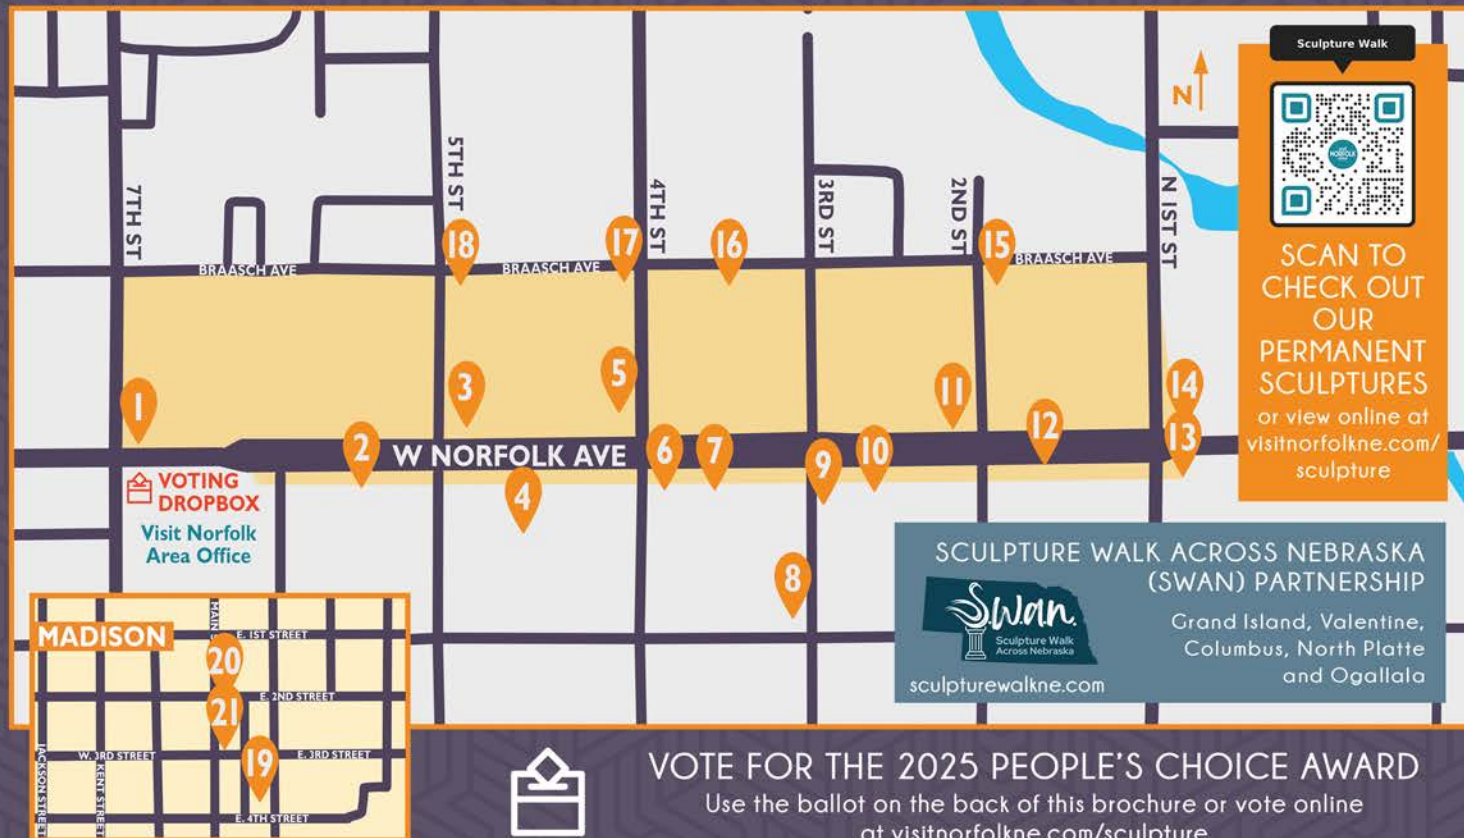 Sculpture Walk
N
NORFOLK
SCAN TO
CHECK OUT
OUR
PERMANENT
SCULPTURES
or view online at
visitnorfolkne.com/
sculpture
7TH ST
5TH ST
4TH ST
3RD ST
2ND ST
N 1ST ST
18
17
16
15
BRAASCH AVE
BRAASCH AVE
BRAASCH AVE
1
3
5
11
14
2
W NORFOLK AVE
6
7
9
10
12
13
4
8
VOTING
DROPBOX
Visit Norfolk
Area Office
SCULPTURE WALK ACROSS NEBRASKA
(SWAN) PARTNERSHIP
S.W.a.n.
Sculpture Walk
Across Nebraska
sculpturewalkne.com
Grand Island, Valentine,
Columbus, North Platte
and Ogallala
MADISON
MAIN
E. 1ST STREET
20
E. 2ND STREET
21
W. 3RD STREET
E. 3RD STREET
19
JACKSON STREET
KENT STREET
E. 4TH STREET
VOTE FOR THE 2025 PEOPLE'S CHOICE AWARD
Use the ballot on the back of this brochure or vote online
at visitnorfolkne.com/sculpture